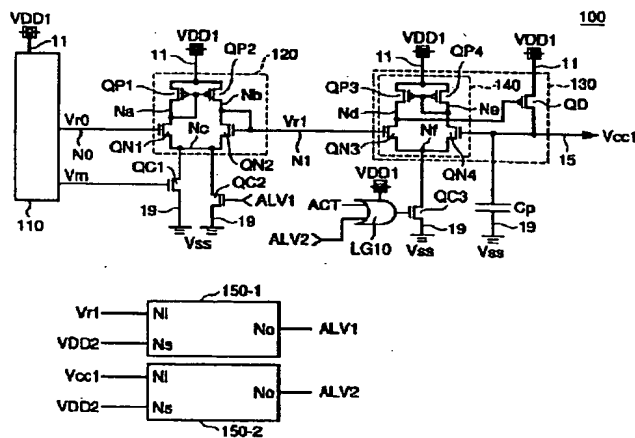 100
VDD1
11
VDD1
QP2
120
11
QP1
Na
Nb
Vr0
N0
Nc
QN1
QN2
Vr1
N1
Vm
QC1
QC2
ALV1
110
19
19
Vss
VDD1
QP4
11
140
VDD1
11
130
QP3
Nd
Ne
QD
Nf
QN3
QN4
15
Vcc1
VDD1
ACT
QC3
ALV2
LG10
19
Vss
Cp
19
Vss
150-1
Vr1
Ni
No
ALV1
VDD2
Ns
Vcc1
Ni
No
ALV2
VDD2
Ns
150-2